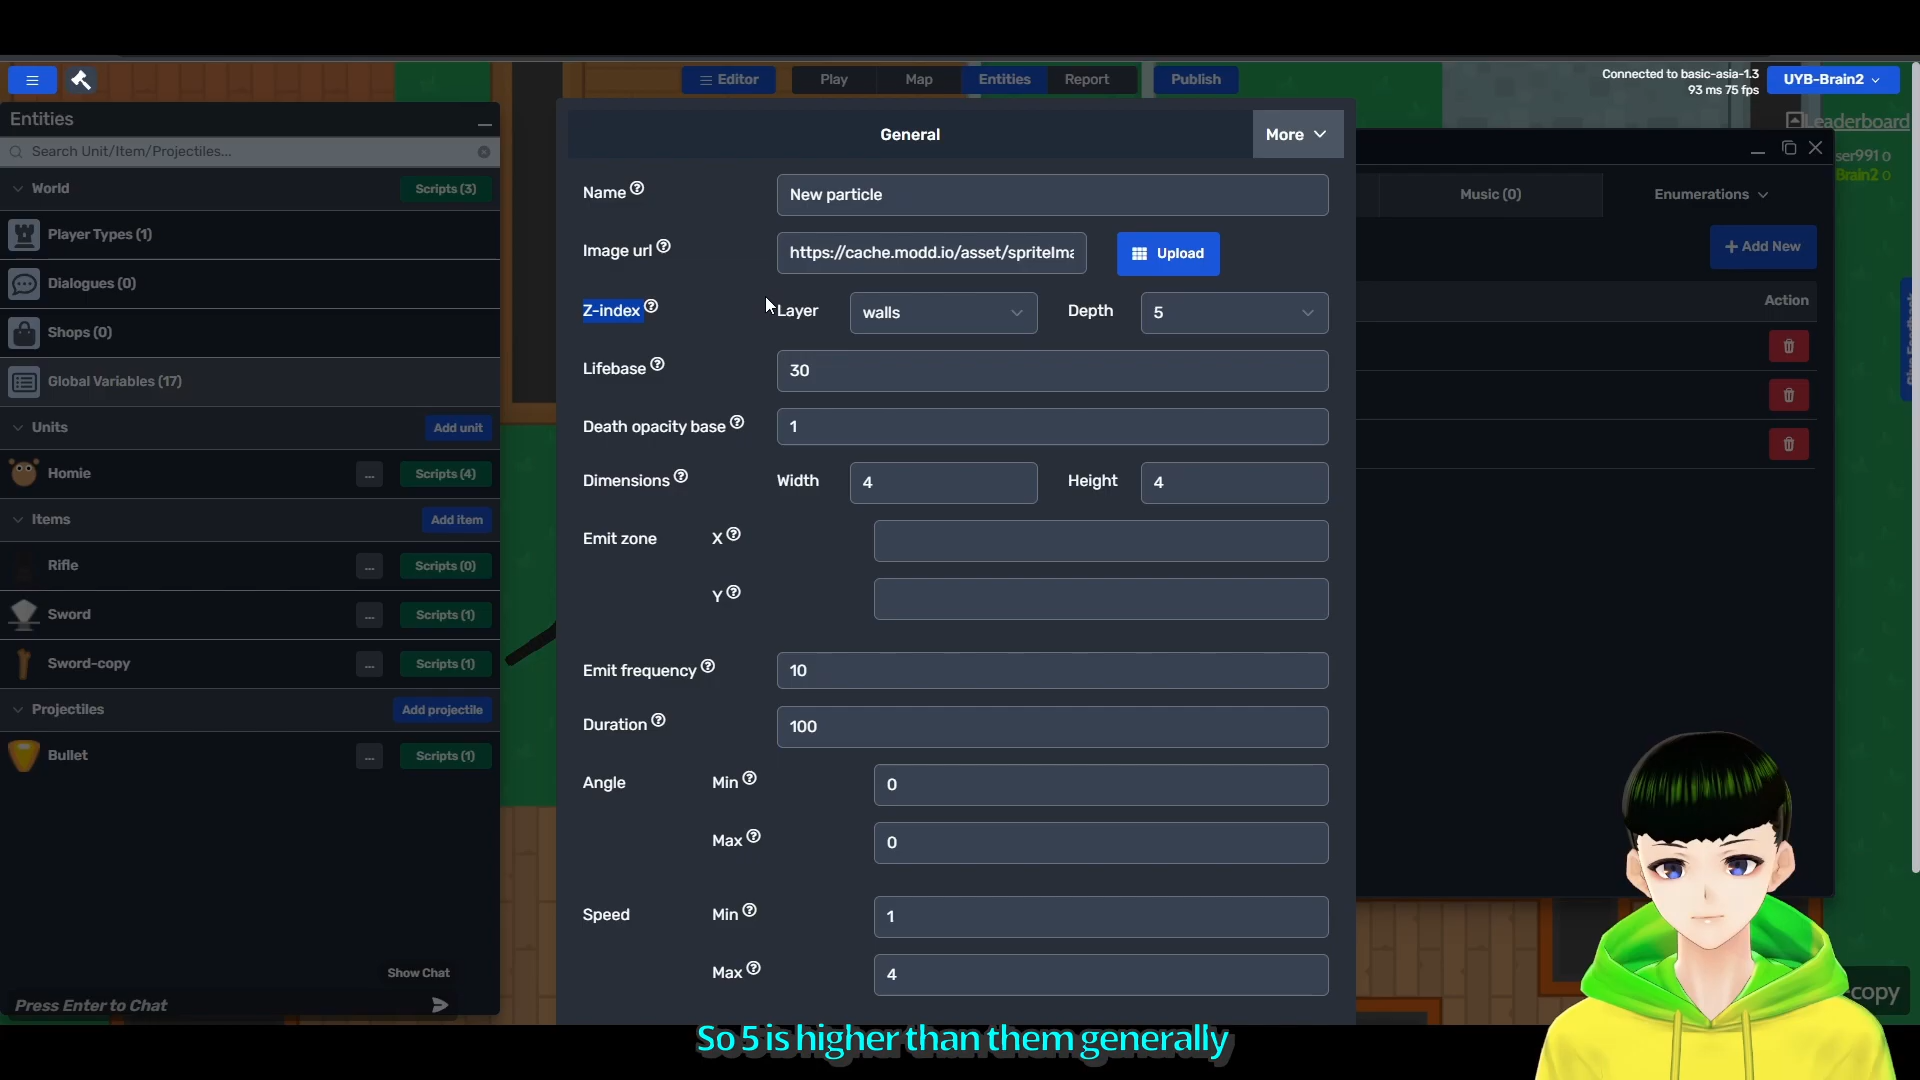 Editor
Play
Map
Entities
Report
Publish
Connected to basic-asia-1.3
93 ms 75 fps
UYB-Brain2
Leaderboard
ser991 0
Brain2 0
Entities
Search Unit/Item/Projectiles...
World
Scripts (3)
Player Types (1)
Dialogues (0)
Shops (0)
Global Variables (17)
Units
Add unit
Homie
...
Scripts (4)
Items
Add item
Rifle
...
Scripts (0)
Sword
...
Scripts (1)
Sword-copy
...
Scripts (1)
Projectiles
Add projectile
Bullet
...
Scripts (1)
Show Chat
Press Enter to Chat
General
More
Name
New particle
Image url
https://cache.modd.io/asset/spriteIma
Upload
Z-index
Layer
walls
Depth
5
Lifebase
30
Death opacity base
1
Dimensions
Width
4
Height
4
Emit zone
X
Y
Emit frequency
10
Duration
100
Angle
Min
0
Max
0
Speed
Min
1
Max
4
Music (0)
Enumerations
+ Add New
Action
copy
So 5 is higher than them generally